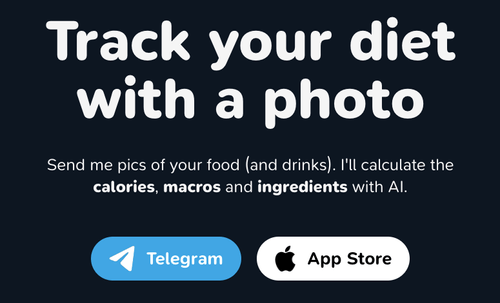 Track your diet
with a photo
Send me pics of your food (and drinks). I'll calculate the
calories, macros and ingredients with AI.
Telegram
App Store